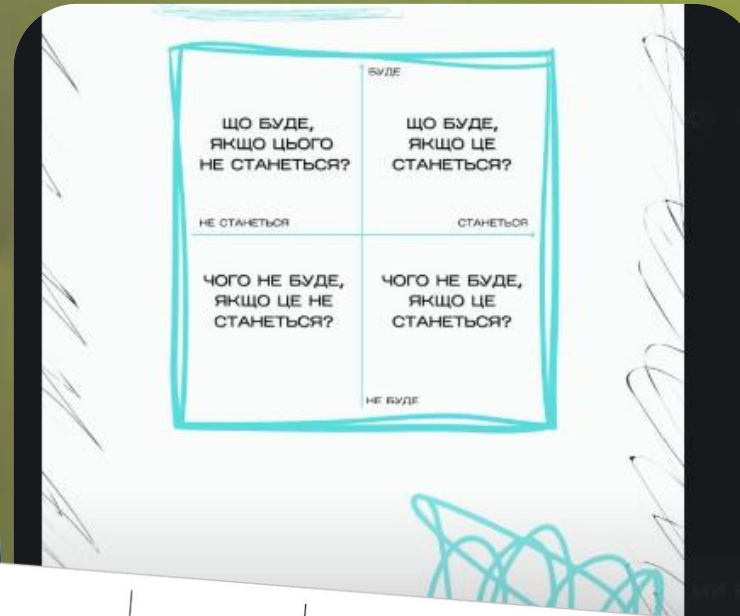 БУДЕ
ЩО БУДЕ,
ЯКЩО ЦЬОГО
НЕ СТАНЕТЬСЯ?
ЩО БУДЕ,
ЯКЩО ЦЕ
СТАНЕТЬСЯ?
НЕ СТАНЕТЬСЯ
СТАНЕТЬСЯ
ЧОГО НЕ БУДЕ,
ЯКЩО ЦЕ НЕ
СТАНЕТЬСЯ?
ЧОГО НЕ БУДЕ,
ЯКЩО ЦЕ
СТАНЕТЬСЯ?
НЕ БУДЕ